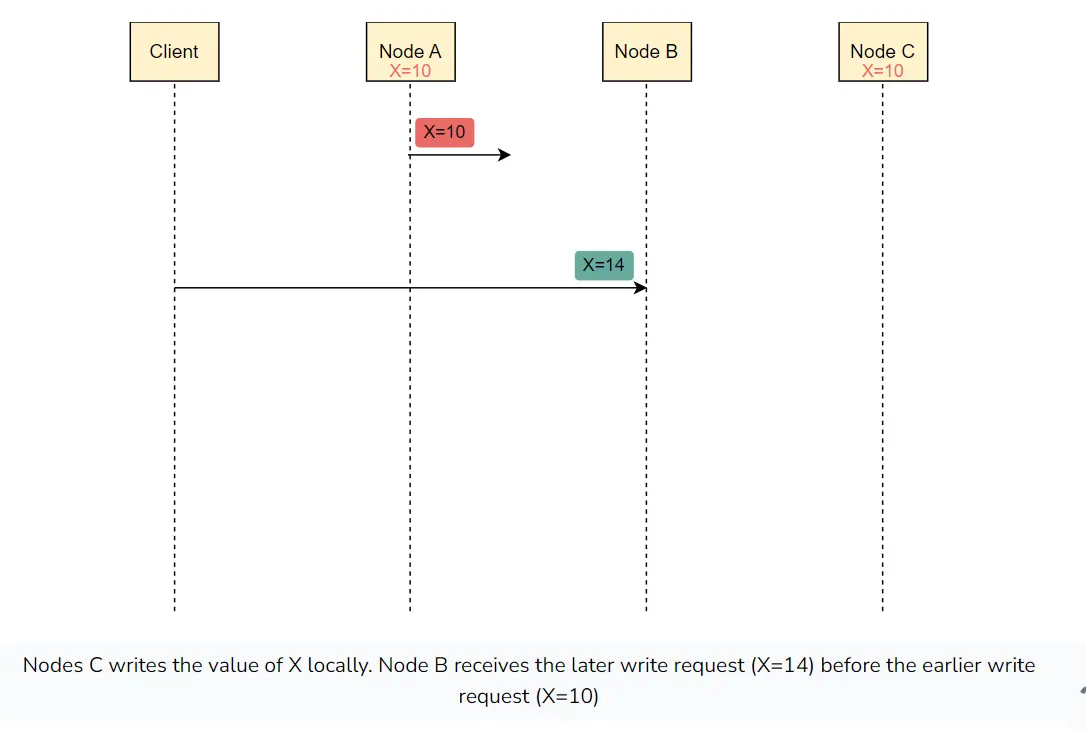 Client
Node A
X=10
Node B
Node C
X=10
X=10
X=14
Nodes C writes the value of X locally. Node B receives the later write request (X=14) before the earlier write
request (X=10)